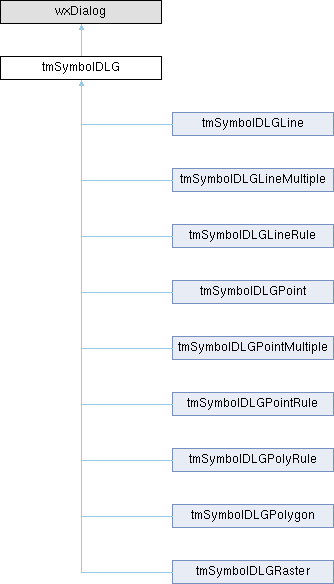 wxDialog
tmSymbolDLG
tmSymbolDLGLine
tmSymbolDLGLineMultiple
tmSymbolDLGLineRule
tmSymbolDLGPoint
tmSymbolDLGPointMultiple
tmSymbolDLGPointRule
tmSymbolDLGPolyRule
tmSymbolDLGPolygon
tmSymbolDLGRaster